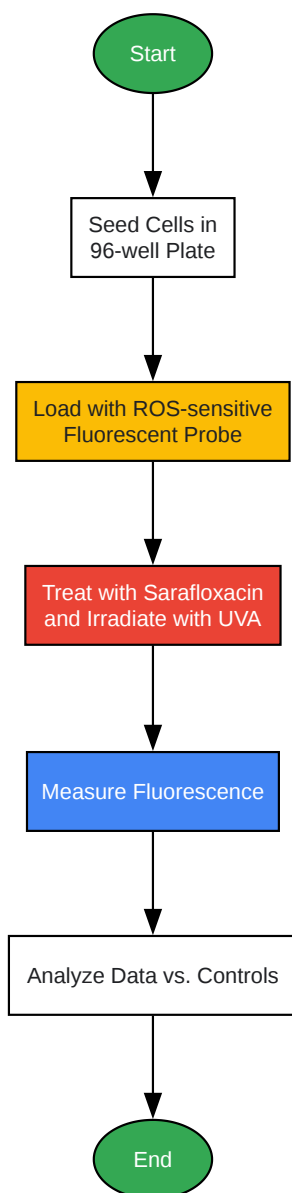 Start
Seed Cells in
96-well Plate
Load with ROS-sensitive
Fluorescent Probe
Treat with Sarafloxacin
and Irradiate with UVA
Measure Fluorescence
Analyze Data vs. Controls
End